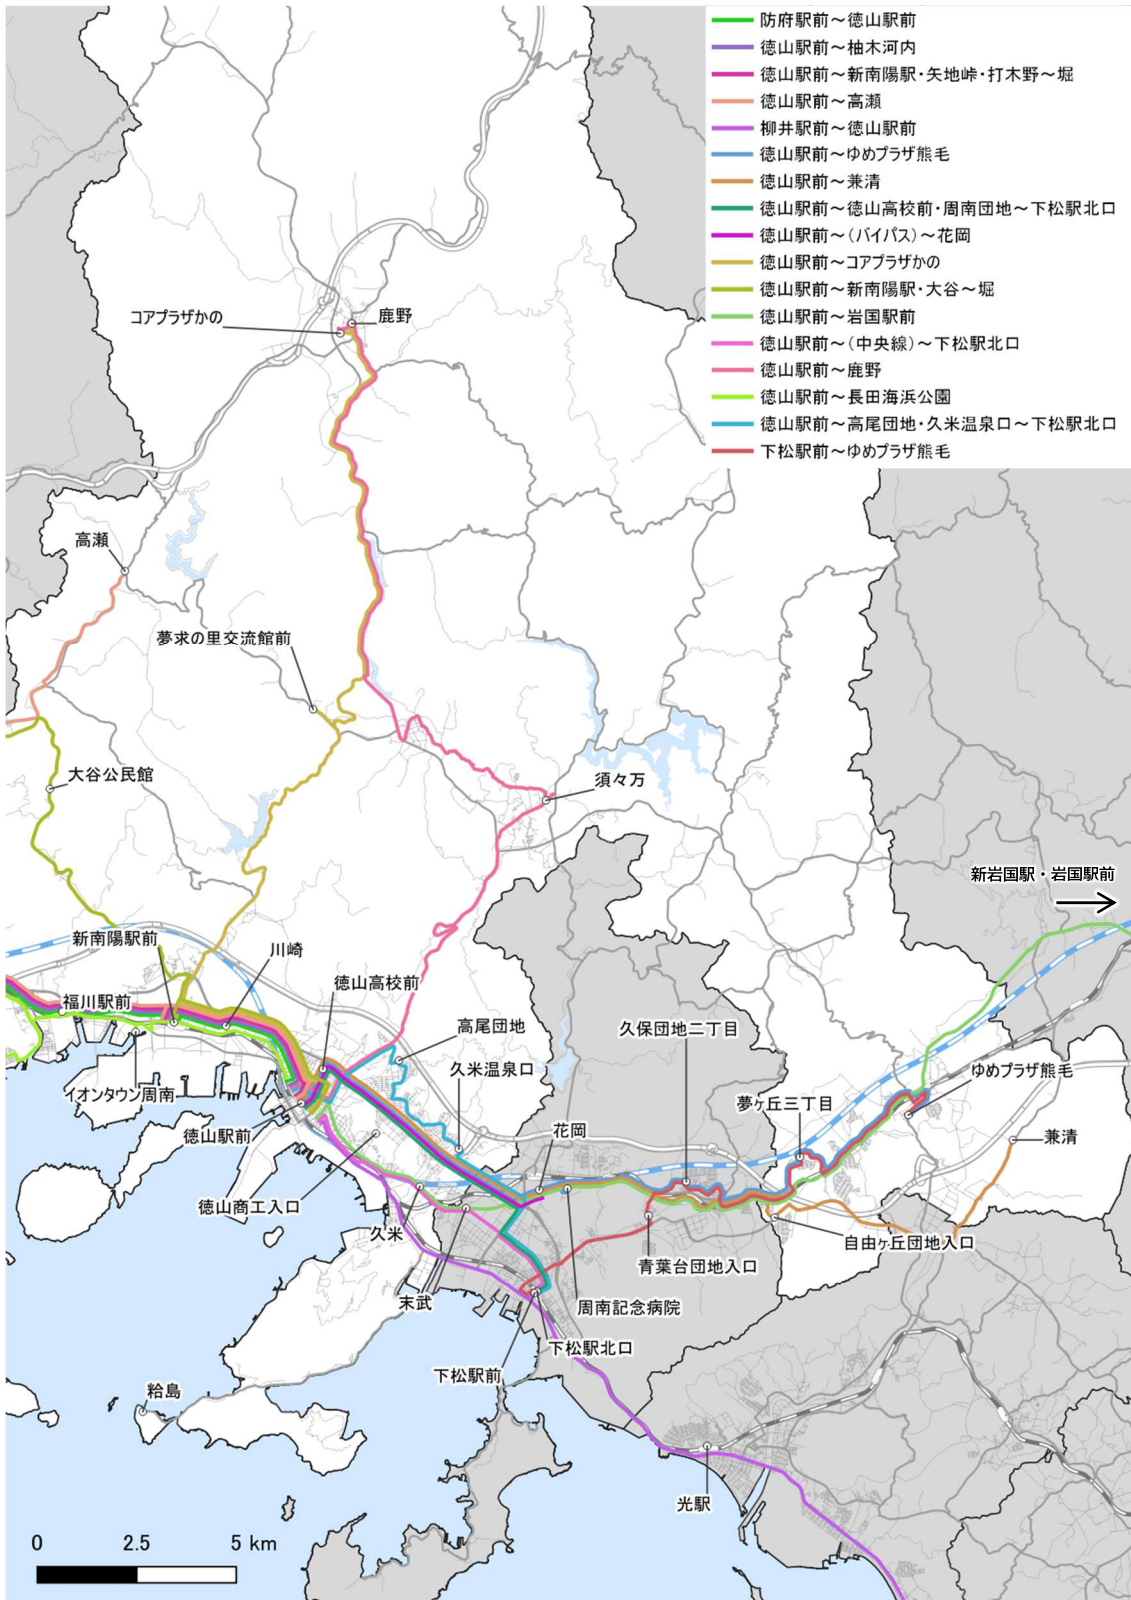 防府駅前～徳山駅前
徳山駅前～柚木河内
徳山駅前～新南陽駅・矢地峠・打木野～堀
徳山駅前～高瀬
柳井駅前～徳山駅前
徳山駅前～ゆめプラザ熊毛
徳山駅前～兼清
徳山駅前～徳山高校前・周南団地～下松駅北口
徳山駅前～(バイパス)～花岡
徳山駅前～コアプラザかの
徳山駅前～新南陽駅・大谷～堀
徳山駅前～岩国駅前
徳山駅前～(中央線)～下松駅北口
徳山駅前～鹿野
徳山駅前～長田海浜公園
徳山駅前～高尾団地・久米温泉口～下松駅北口
下松駅前～ゆめプラザ熊毛
コアプラザかの
鹿野
高瀬
夢求の里交流館前
大谷公民館
須々万
新岩国駅・岩国駅前
新南陽駅前
川崎
徳山高校前
福川駅前
高尾団地
久保団地二丁目
久米温泉口
ゆめプラザ熊毛
イオンタウン周南
夢ヶ丘三丁目
徳山駅前
花岡
兼清
徳山商工入口
久米
自由ヶ丘団地入口
青葉台団地入口
末武
周南記念病院
下松駅北口
下松駅前
粭島
光駅
0 2.5 5 km